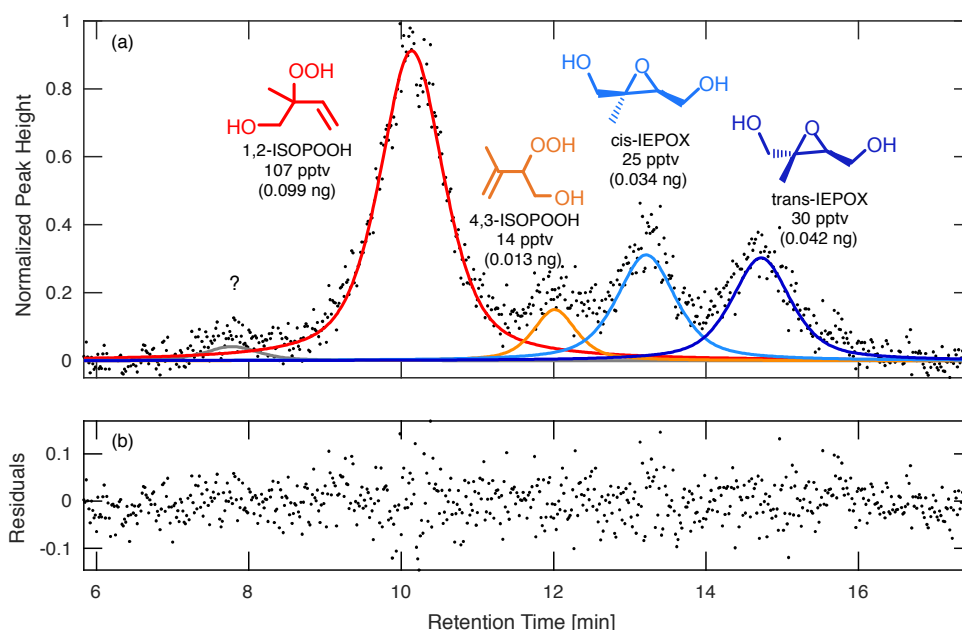 (a)
Normalized Peak Height
1
0.8
0.6
0.4
0.2
0
OOH
HO
1,2-ISOPOOH
107 pptv
(0.099 ng)
?
OOH
OH
4,3-ISOPOOH
14 pptv
(0.013 ng)
HO
O
OH
cis-IEPOX
25 pptv
(0.034 ng)
HO
O
OH
trans-IEPOX
30 pptv
(0.042 ng)
(b)
Residuals
0.1
0
-0.1
6 8 10 12 14 16
Retention Time [min]